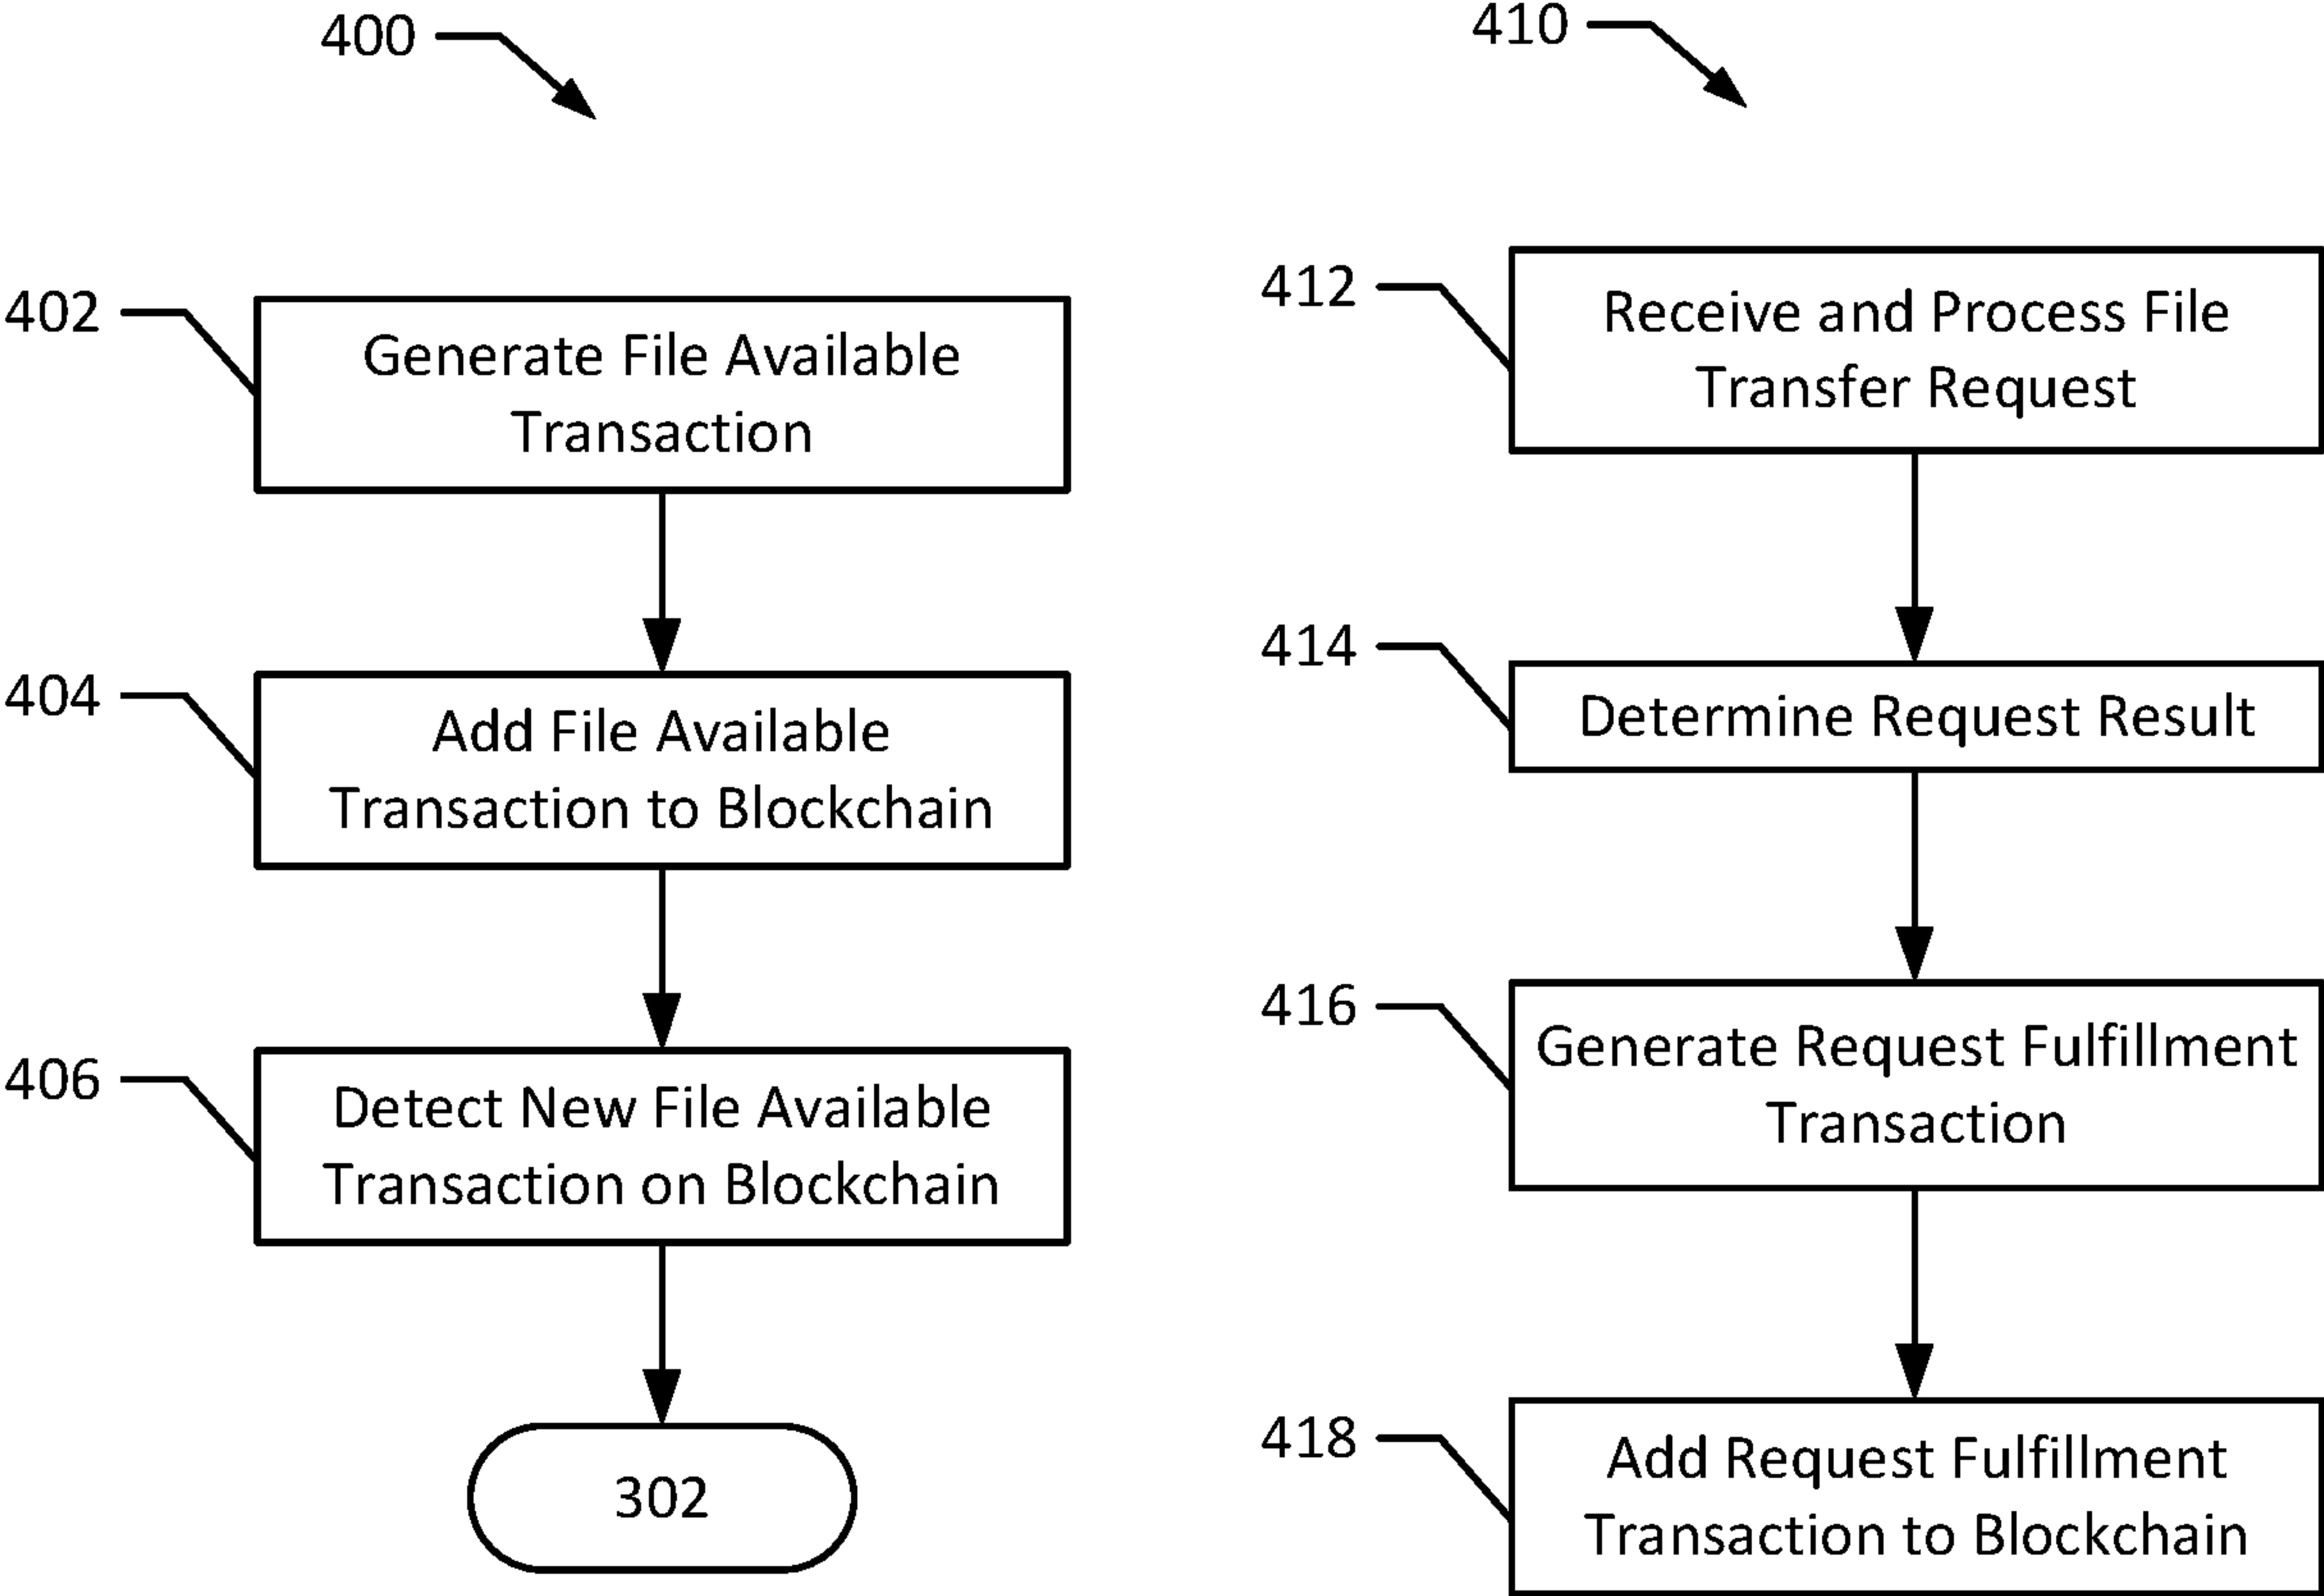 400
402
Generate File Available
Transaction
404
Add File Available
Transaction to Blockchain
406
Detect New File Available
Transaction on Blockchain
302
410
412
Receive and Process File
Transfer Request
414
Determine Request Result
416
Generate Request Fulfillment
Transaction
418
Add Request Fulfillment
Transaction to Blockchain